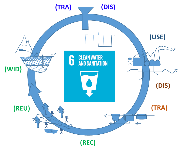 (TRA)
(DIS)
(USE)
(DIS)
(TRA)
(REC)
(REU)
(WID)
6 CLEAN WATER
AND SANITATION